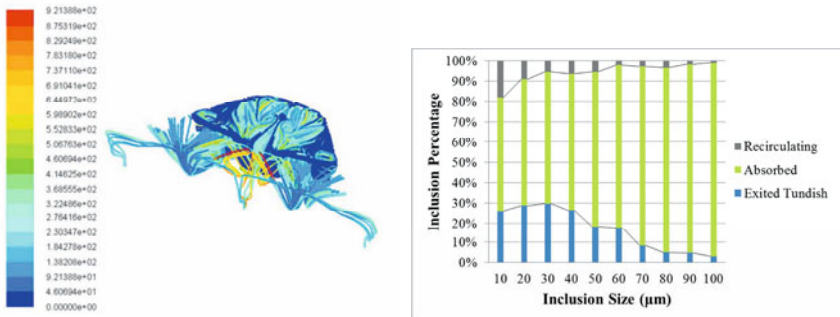 9.21388e+02
8.75319e+02
8.29249e+02
7.83180e+02
7.37110e+02
6.91041e+02
6.44972e+02
5.98902e+02
5.52833e+02
5.06763e+02
4.60694e+02
4.14625e+02
3.68555e+02
3.22486e+02
2.76416e+02
2.30347e+02
1.84278e+02
1.38208e+02
9.21388e+01
4.60694e+01
0.00000e+00
100%
90%
80%
70%
60%
50%
40%
30%
20%
10%
0%
Inclusion Percentage
10 20 30 40 50 60 70 80 90 100
Inclusion Size (μm)
Recirculating
Absorbed
Exited Tundish